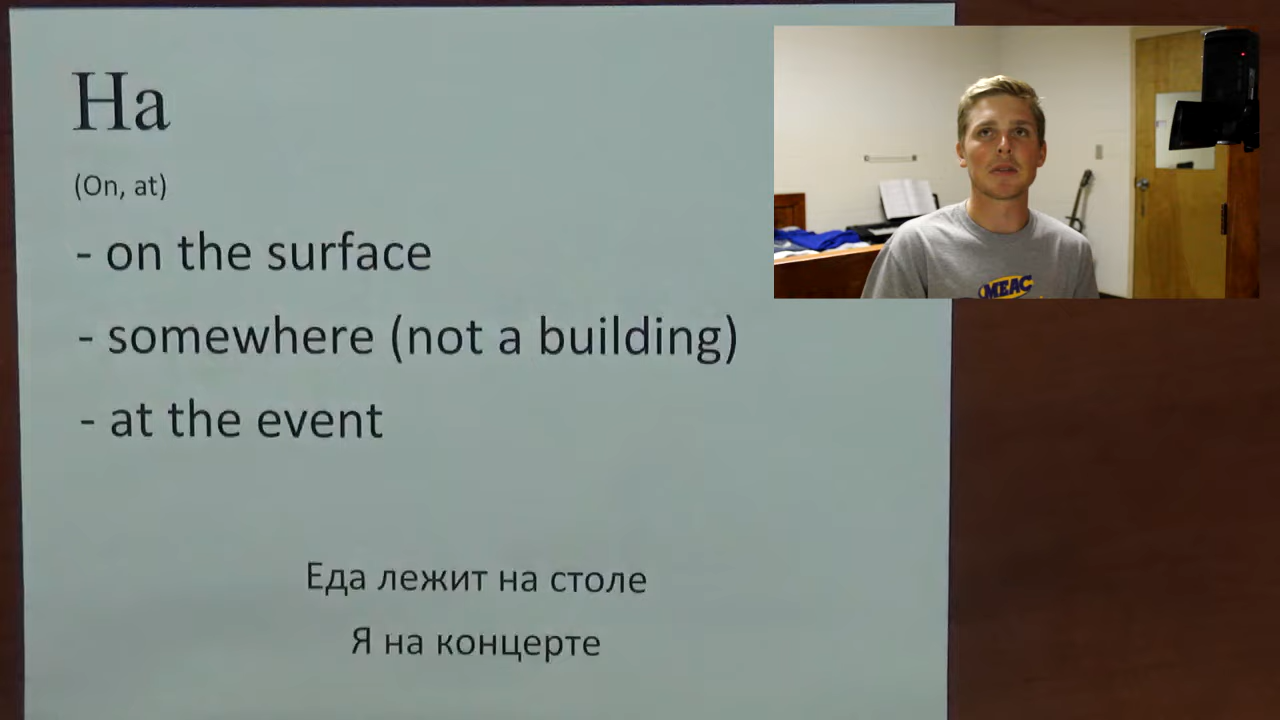 На
(On, at)
- on the surface
- somewhere (not a building)
- at the event
Еда лежит на столе
Я на концерте
MEAC